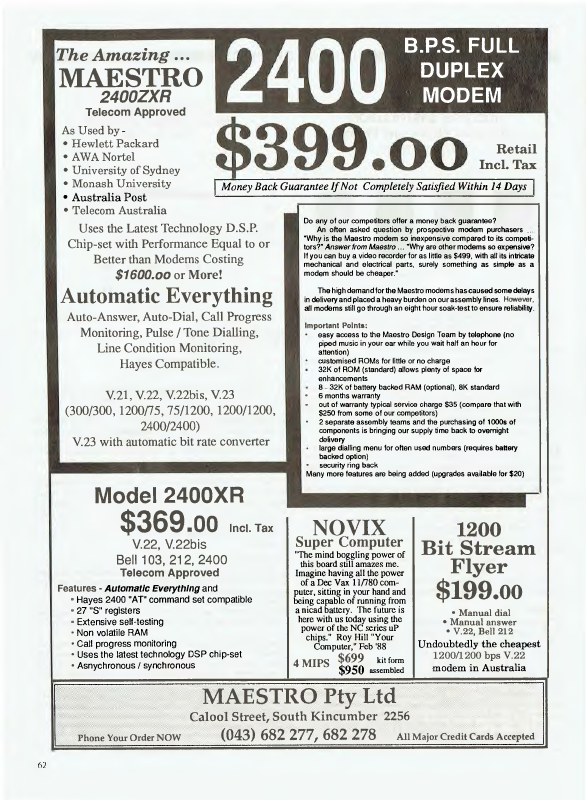 The Amazing ...
MAESTRO
2400ZXR
Telecom Approved
2400
B.P.S. FULL
DUPLEX
MODEM
As Used by -
• Hewlett Packard
• AWA Nortel
• University of Sydney
• Monash University
• Australia Post
• Telecom Australia
$399.00
Retail
Incl. Tax
Money Back Guarantee If Not Completely Satisfied Within 14 Days
Uses the Latest Technology D.S.P.
Chip-set with Performance Equal to or
Better than Modems Costing
$1600.00 or More!
Automatic Everything
Auto-Answer, Auto-Dial, Call Progress
Monitoring, Pulse / Tone Dialling,
Line Condition Monitoring,
Hayes Compatible.
V.21, V.22, V.22bis, V.23
(300/300, 1200/75, 75/1200, 1200/1200,
2400/2400)
V.23 with automatic bit rate converter
Do any of our competitors offer a money back guarantee?
An often asked question by prospective modem purchasers ...
"Why is the Maestro modem so inexpensive compared to its competi-
tors?" Answer from Maestro ... "Why are other modems so expensive?
If you can buy a video recorder for as little as $499, with all its intricate
mechanical and electrical parts, surely something as simple as a
modem should be cheaper."
The high demand for the Maestro modems has caused some delays
in delivery and placed a heavy burden on our assembly lines. However,
all modems still go through an eight hour soak-test to ensure reliability.
Important Points:
• easy access to the Maestro Design Team by telephone (no
piped music in your ear while you wait half an hour for
attention)
• customised ROMs for little or no charge
• 32K of ROM (standard) allows plenty of space for
enhancements
• 8 - 32K of battery backed RAM (optional), 8K standard
• 6 months warranty
• out of warranty typical service charge $35 (compare that with
$250 from some of our competitors)
• 2 separate assembly teams and the purchasing of 1000s of
components is bringing our supply time back to overnight
delivery
• large dialling menu for often used numbers (requires battery
backed option)
• security ring back
Many more features are being added (upgrades available for $20)
Model 2400XR
$369.00 Incl. Tax
V.22, V.22bis
Bell 103, 212, 2400
Telecom Approved
Features - Automatic Everything and
• Hayes 2400 "AT" command set compatible
• 27 "S" registers
• Extensive self-testing
• Non volatile RAM
• Call progress monitoring
• Uses the latest technology DSP chip-set
• Asnychronous / synchronous
NOVIX
Super Computer
"The mind boggling power of
this board still amazes me.
Imagine having all the power
of a Dec Vax 11/780 com-
puter, sitting in your hand and
being capable of running from
a nicad battery. The future is
here with us today using the
power of the NC series uP
chips." Roy Hill "Your
Computer," Feb '88
4 MIPS $699 kit form
$950 assembled
1200
Bit Stream
Flyer
$199.00
• Manual dial
• Manual answer
• V.22, Bell 212
Undoubtedly the cheapest
1200/1200 bps V.22
modem in Australia
MAESTRO Pty Ltd
Calool Street, South Kincumber 2256
Phone Your Order NOW (043) 682 277, 682 278 All Major Credit Cards Accepted
62